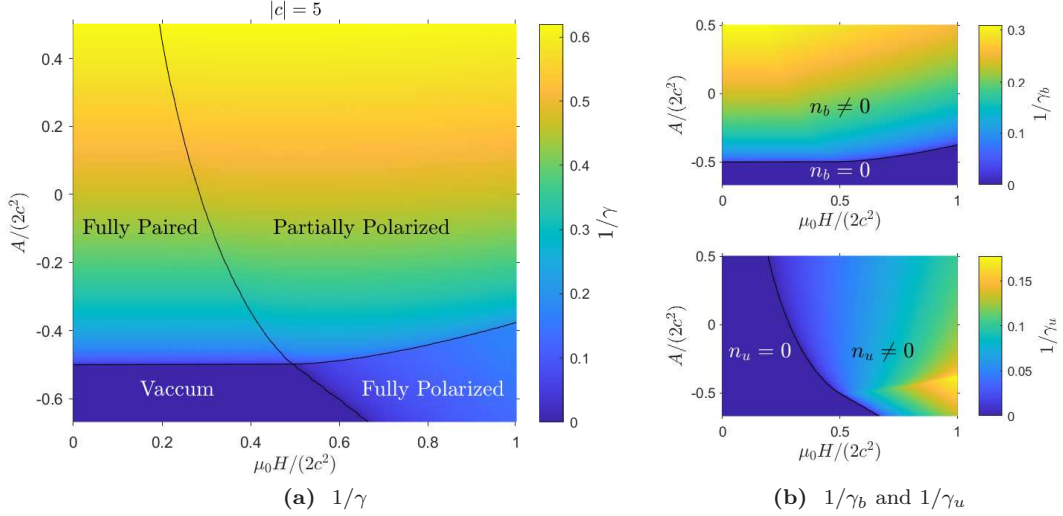 |c| = 5
0.4
0.2
0
-0.2
-0.4
-0.6
A/(2c²)
Fully Paired
Partially Polarized
Vaccum
Fully Polarized
0
0.2
0.4
0.6
0.8
1
μ₀H/(2c²)
0.6
0.5
0.4
0.3
0.2
0.1
0
1/γ
(a) 1/γ
0.5
0
-0.5
A/(2c²)
n_b ≠ 0
n_b = 0
0
0.5
1
μ₀H/(2c²)
0.3
0.2
0.1
0
1/γ_b
0.5
0
-0.5
A/(2c²)
n_u = 0
n_u ≠ 0
0
0.5
1
μ₀H/(2c²)
0.15
0.1
0.05
0
1/γ_u
(b) 1/γ_b and 1/γ_u